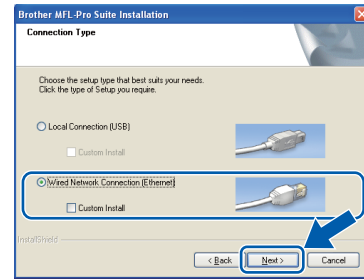 Brother MFL-Pro Suite Installation
Connection Type
Choose the setup type that best suits your needs.
Click the type of Setup you require.
Local Connection (USB)
Custom Install
Wired Network Connection (Ethernet)
Custom Install
InstallShield
< Back
Next >
Cancel